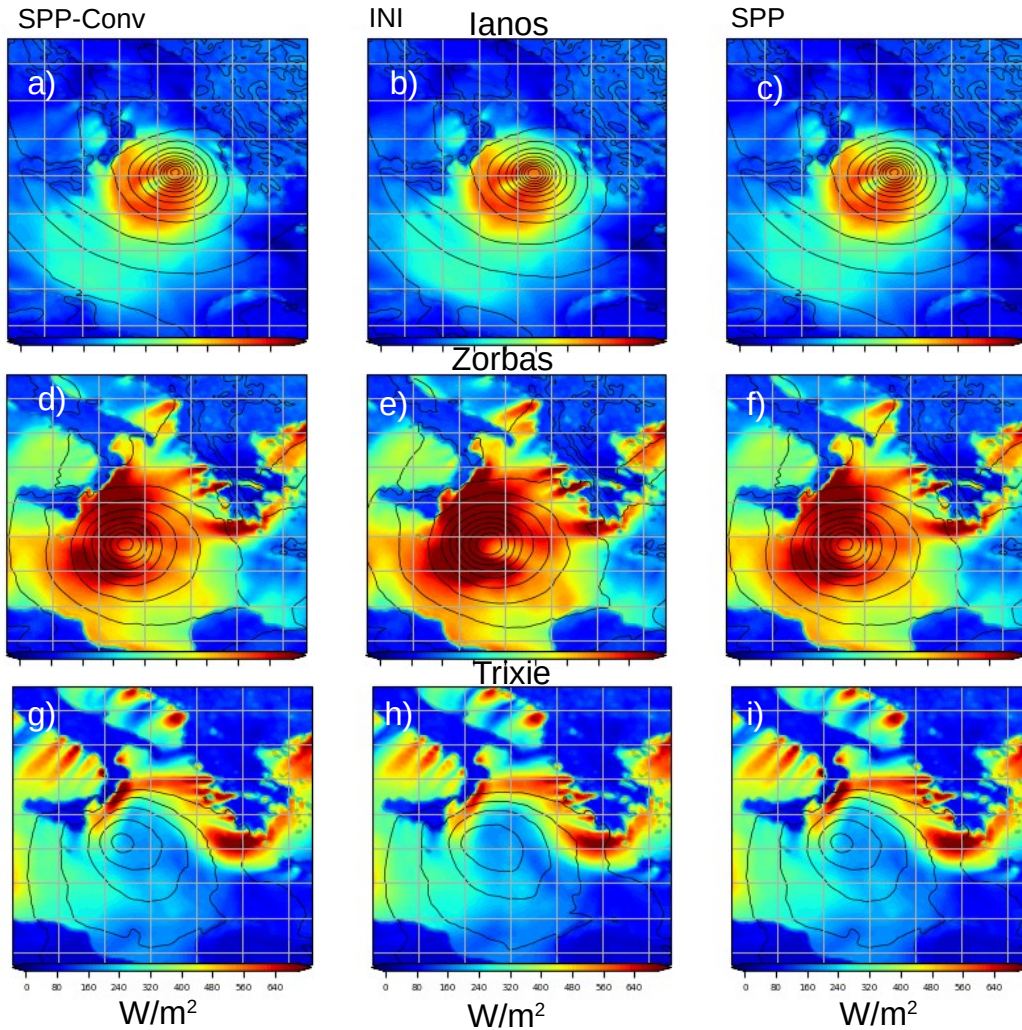 SPP-Conv INI SPP
Ianos
a) b) c)
Zorbas
d) e) f)
Trixie
g) h) i)
0 80 160 240 320 400 480 560 640 0 80 160 240 320 400 480 560 640 0 80 160 240 320 400 480 560 640
W/m² W/m² W/m²